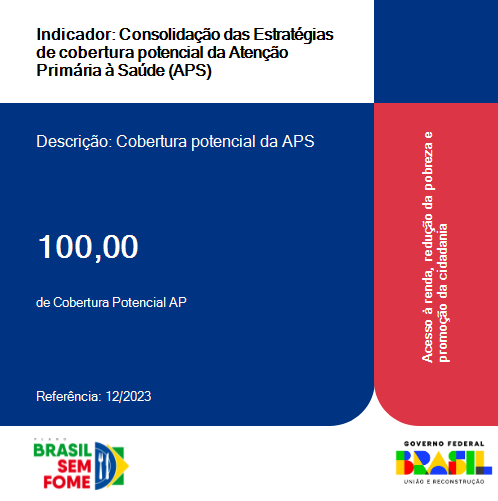 Indicador: Consolidação das Estratégias
de cobertura potencial da Atenção
Primária à Saúde (APS)
Descrição: Cobertura potencial da APS
100,00
de Cobertura Potencial AP
Referência: 12/2023
Acesso à renda, redução da pobreza e
promoção da cidadania
PLANO
BRASIL
SEM
FOME
GOVERNO FEDERAL
BRASIL
UNIÃO E RECONSTRUÇÃO